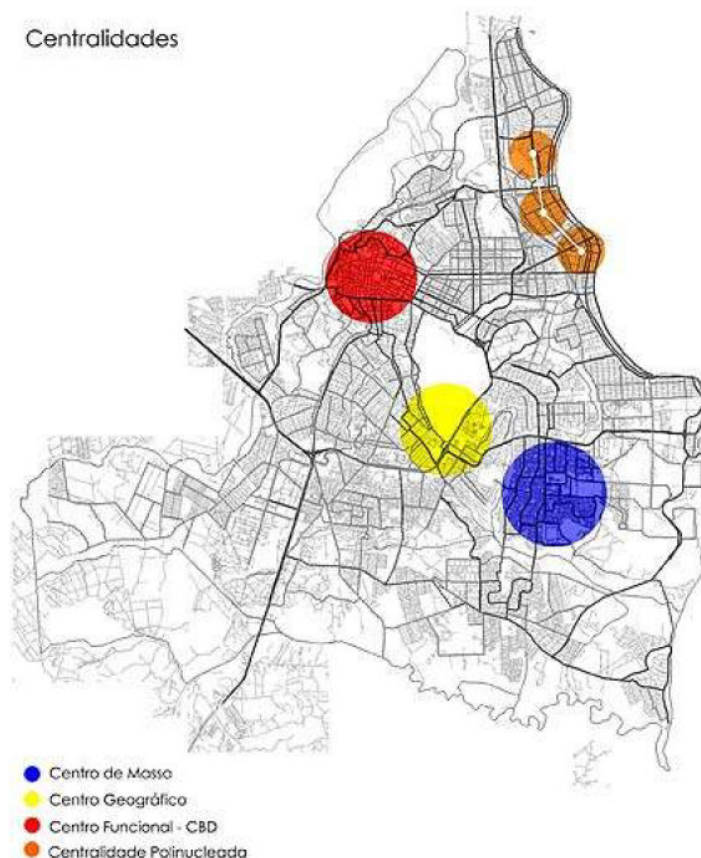 Centralidades
Centro de Massa
Centro Geográfico
Centro Funcional - CBD
Centralidade Polinucleada